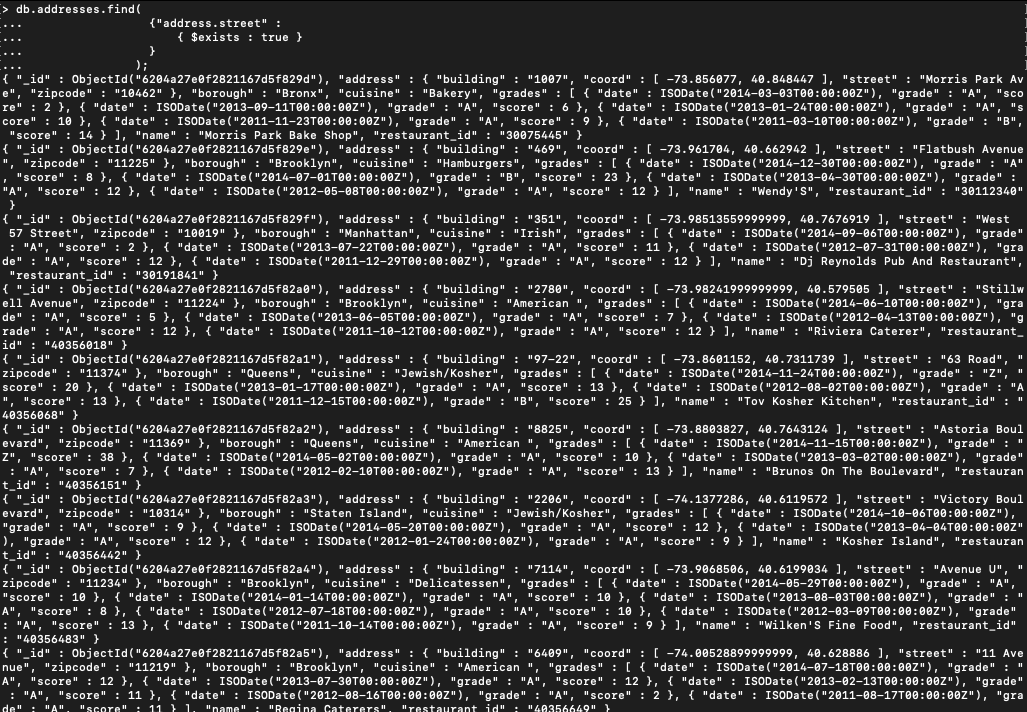 > db.addresses.find(
... {"address.street" :
... { $exists : true }
... }
... );
{ "_id" : ObjectId("6204a27e0f2821167d5f829d"), "address" : { "building" : "1007", "coord" : [ -73.856077, 40.848447 ], "street" : "Morris Park Av
e", "zipcode" : "10462" }, "borough" : "Bronx", "cuisine" : "Bakery", "grades" : [ { "date" : ISODate("2014-03-03T00:00:00Z"), "grade" : "A", "sco
re" : 2 }, { "date" : ISODate("2013-09-11T00:00:00Z"), "grade" : "A", "score" : 6 }, { "date" : ISODate("2013-01-24T00:00:00Z"), "grade" : "A", "s
core" : 10 }, { "date" : ISODate("2011-11-23T00:00:00Z"), "grade" : "A", "score" : 9 }, { "date" : ISODate("2011-03-10T00:00:00Z"), "grade" : "B",
"score" : 14 } ], "name" : "Morris Park Bake Shop", "restaurant_id" : "30075445" }
{ "_id" : ObjectId("6204a27e0f2821167d5f829e"), "address" : { "building" : "469", "coord" : [ -73.961704, 40.662942 ], "street" : "Flatbush Avenue
", "zipcode" : "11225" }, "borough" : "Brooklyn", "cuisine" : "Hamburgers", "grades" : [ { "date" : ISODate("2014-12-30T00:00:00Z"), "grade" : "A"
, "score" : 8 }, { "date" : ISODate("2014-07-01T00:00:00Z"), "grade" : "B", "score" : 23 }, { "date" : ISODate("2013-04-30T00:00:00Z"), "grade" :
"A", "score" : 12 }, { "date" : ISODate("2012-05-08T00:00:00Z"), "grade" : "A", "score" : 12 } ], "name" : "Wendy'S", "restaurant_id" : "30112340"
}
{ "_id" : ObjectId("6204a27e0f2821167d5f829f"), "address" : { "building" : "351", "coord" : [ -73.98513559999999, 40.7676919 ], "street" : "West
57 Street", "zipcode" : "10019" }, "borough" : "Manhattan", "cuisine" : "Irish", "grades" : [ { "date" : ISODate("2014-09-06T00:00:00Z"), "grade"
: "A", "score" : 2 }, { "date" : ISODate("2013-07-22T00:00:00Z"), "grade" : "A", "score" : 11 }, { "date" : ISODate("2012-07-31T00:00:00Z"), "gra
de" : "A", "score" : 12 }, { "date" : ISODate("2011-12-29T00:00:00Z"), "grade" : "A", "score" : 12 } ], "name" : "Dj Reynolds Pub And Restaurant",
"restaurant_id" : "30191841" }
{ "_id" : ObjectId("6204a27e0f2821167d5f82a0"), "address" : { "building" : "2780", "coord" : [ -73.98241999999999, 40.579505 ], "street" : "Stillw
ell Avenue", "zipcode" : "11224" }, "borough" : "Brooklyn", "cuisine" : "American ", "grades" : [ { "date" : ISODate("2014-06-10T00:00:00Z"), "gra
de" : "A", "score" : 5 }, { "date" : ISODate("2013-06-05T00:00:00Z"), "grade" : "A", "score" : 7 }, { "date" : ISODate("2012-04-13T00:00:00Z"), "g
rade" : "A", "score" : 12 }, { "date" : ISODate("2011-10-12T00:00:00Z"), "grade" : "A", "score" : 12 } ], "name" : "Riviera Caterer", "restaurant_
id" : "40356018" }
{ "_id" : ObjectId("6204a27e0f2821167d5f82a1"), "address" : { "building" : "97-22", "coord" : [ -73.8601152, 40.7311739 ], "street" : "63 Road", "
zipcode" : "11374" }, "borough" : "Queens", "cuisine" : "Jewish/Kosher", "grades" : [ { "date" : ISODate("2014-11-24T00:00:00Z"), "grade" : "Z", "
score" : 20 }, { "date" : ISODate("2013-01-17T00:00:00Z"), "grade" : "A", "score" : 13 }, { "date" : ISODate("2012-08-02T00:00:00Z"), "grade" : "A
", "score" : 13 }, { "date" : ISODate("2011-12-15T00:00:00Z"), "grade" : "B", "score" : 25 } ], "name" : "Tov Kosher Kitchen", "restaurant_id" : "
40356068" }
{ "_id" : ObjectId("6204a27e0f2821167d5f82a2"), "address" : { "building" : "8825", "coord" : [ -73.8803827, 40.7643124 ], "street" : "Astoria Boul
evard", "zipcode" : "11369" }, "borough" : "Queens", "cuisine" : "American ", "grades" : [ { "date" : ISODate("2014-11-15T00:00:00Z"), "grade" : "
Z", "score" : 38 }, { "date" : ISODate("2014-05-02T00:00:00Z"), "grade" : "A", "score" : 10 }, { "date" : ISODate("2013-03-02T00:00:00Z"), "grade"
: "A", "score" : 7 }, { "date" : ISODate("2012-02-10T00:00:00Z"), "grade" : "A", "score" : 13 } ], "name" : "Brunos On The Boulevard", "restauran
t_id" : "40356151" }
{ "_id" : ObjectId("6204a27e0f2821167d5f82a3"), "address" : { "building" : "2206", "coord" : [ -74.1377286, 40.6119572 ], "street" : "Victory Boul
evard", "zipcode" : "10314" }, "borough" : "Staten Island", "cuisine" : "Jewish/Kosher", "grades" : [ { "date" : ISODate("2014-10-06T00:00:00Z"),
"grade" : "A", "score" : 9 }, { "date" : ISODate("2014-05-20T00:00:00Z"), "grade" : "A", "score" : 12 }, { "date" : ISODate("2013-04-04T00:00:00Z"
), "grade" : "A", "score" : 12 }, { "date" : ISODate("2012-01-24T00:00:00Z"), "grade" : "A", "score" : 9 } ], "name" : "Kosher Island", "restauran
t_id" : "40356442" }
{ "_id" : ObjectId("6204a27e0f2821167d5f82a4"), "address" : { "building" : "7114", "coord" : [ -73.9068506, 40.6199034 ], "street" : "Avenue U", "
zipcode" : "11234" }, "borough" : "Brooklyn", "cuisine" : "Delicatessen", "grades" : [ { "date" : ISODate("2014-05-29T00:00:00Z"), "grade" : "A",
"score" : 10 }, { "date" : ISODate("2014-01-14T00:00:00Z"), "grade" : "A", "score" : 10 }, { "date" : ISODate("2013-08-03T00:00:00Z"), "grade" : "
A", "score" : 8 }, { "date" : ISODate("2012-07-18T00:00:00Z"), "grade" : "A", "score" : 10 }, { "date" : ISODate("2012-03-09T00:00:00Z"), "grade"
: "A", "score" : 13 }, { "date" : ISODate("2011-10-14T00:00:00Z"), "grade" : "A", "score" : 9 } ], "name" : "Wilken'S Fine Food", "restaurant_id"
: "40356483" }
{ "_id" : ObjectId("6204a27e0f2821167d5f82a5"), "address" : { "building" : "6409", "coord" : [ -74.00528899999999, 40.628886 ], "street" : "11 Ave
nue", "zipcode" : "11219" }, "borough" : "Brooklyn", "cuisine" : "American ", "grades" : [ { "date" : ISODate("2014-07-18T00:00:00Z"), "grade" : "
A", "score" : 12 }, { "date" : ISODate("2013-07-30T00:00:00Z"), "grade" : "A", "score" : 12 }, { "date" : ISODate("2013-02-13T00:00:00Z"), "grade"
: "A", "score" : 11 }, { "date" : ISODate("2012-08-16T00:00:00Z"), "grade" : "A", "score" : 2 }, { "date" : ISODate("2011-08-17T00:00:00Z"), "gra
de" : "A", "score" : 11 } ], "name" : "Regina Caterers", "restaurant_id" : "40356649" }